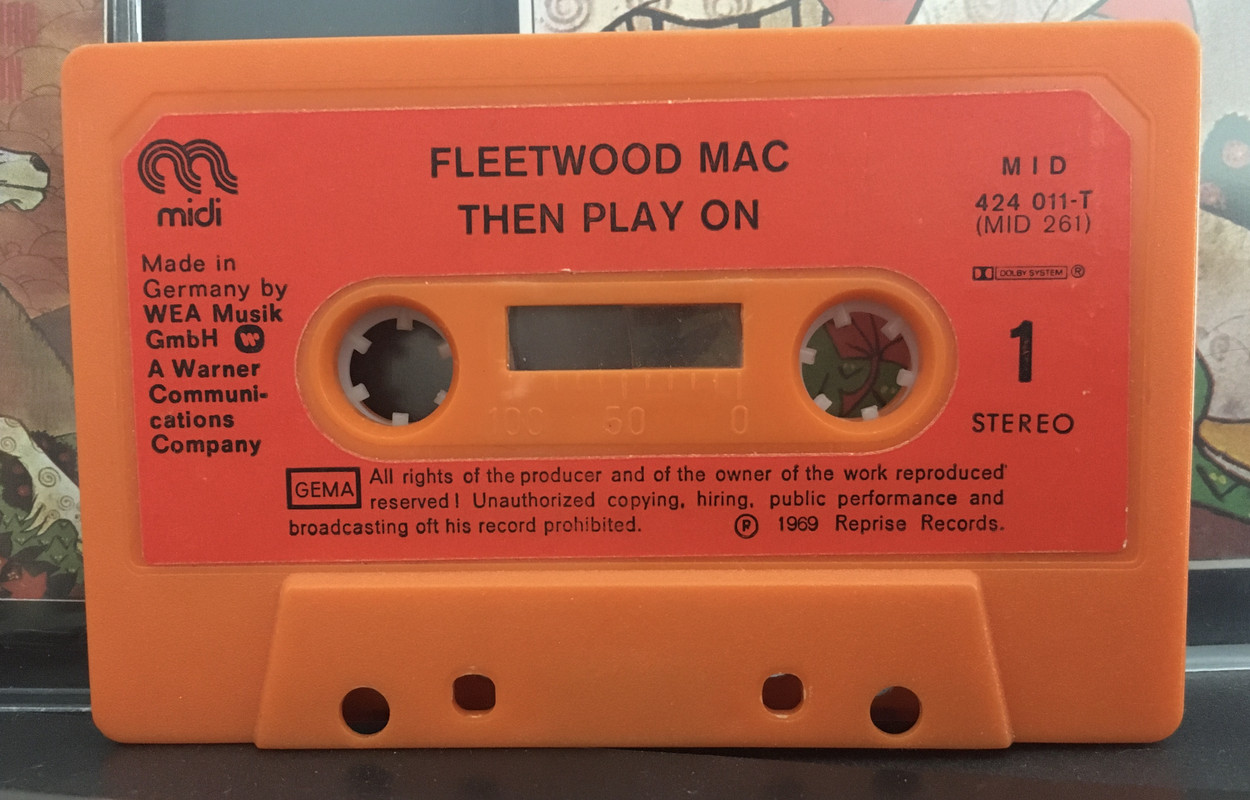 midi
Made in
Germany by
WEA Musik
GmbH W
A Warner
Communi-
cations
Company
FLEETWOOD MAC
THEN PLAY ON
MID
424 011-T
(MID 261)
DOLBY SYSTEM ®
1
STEREO
100 50 0
GEMA
All rights of the producer and of the owner of the work reproduced
reserved! Unauthorized copying, hiring, public performance and
broadcasting oft his record prohibited. ℗ 1969 Reprise Records.